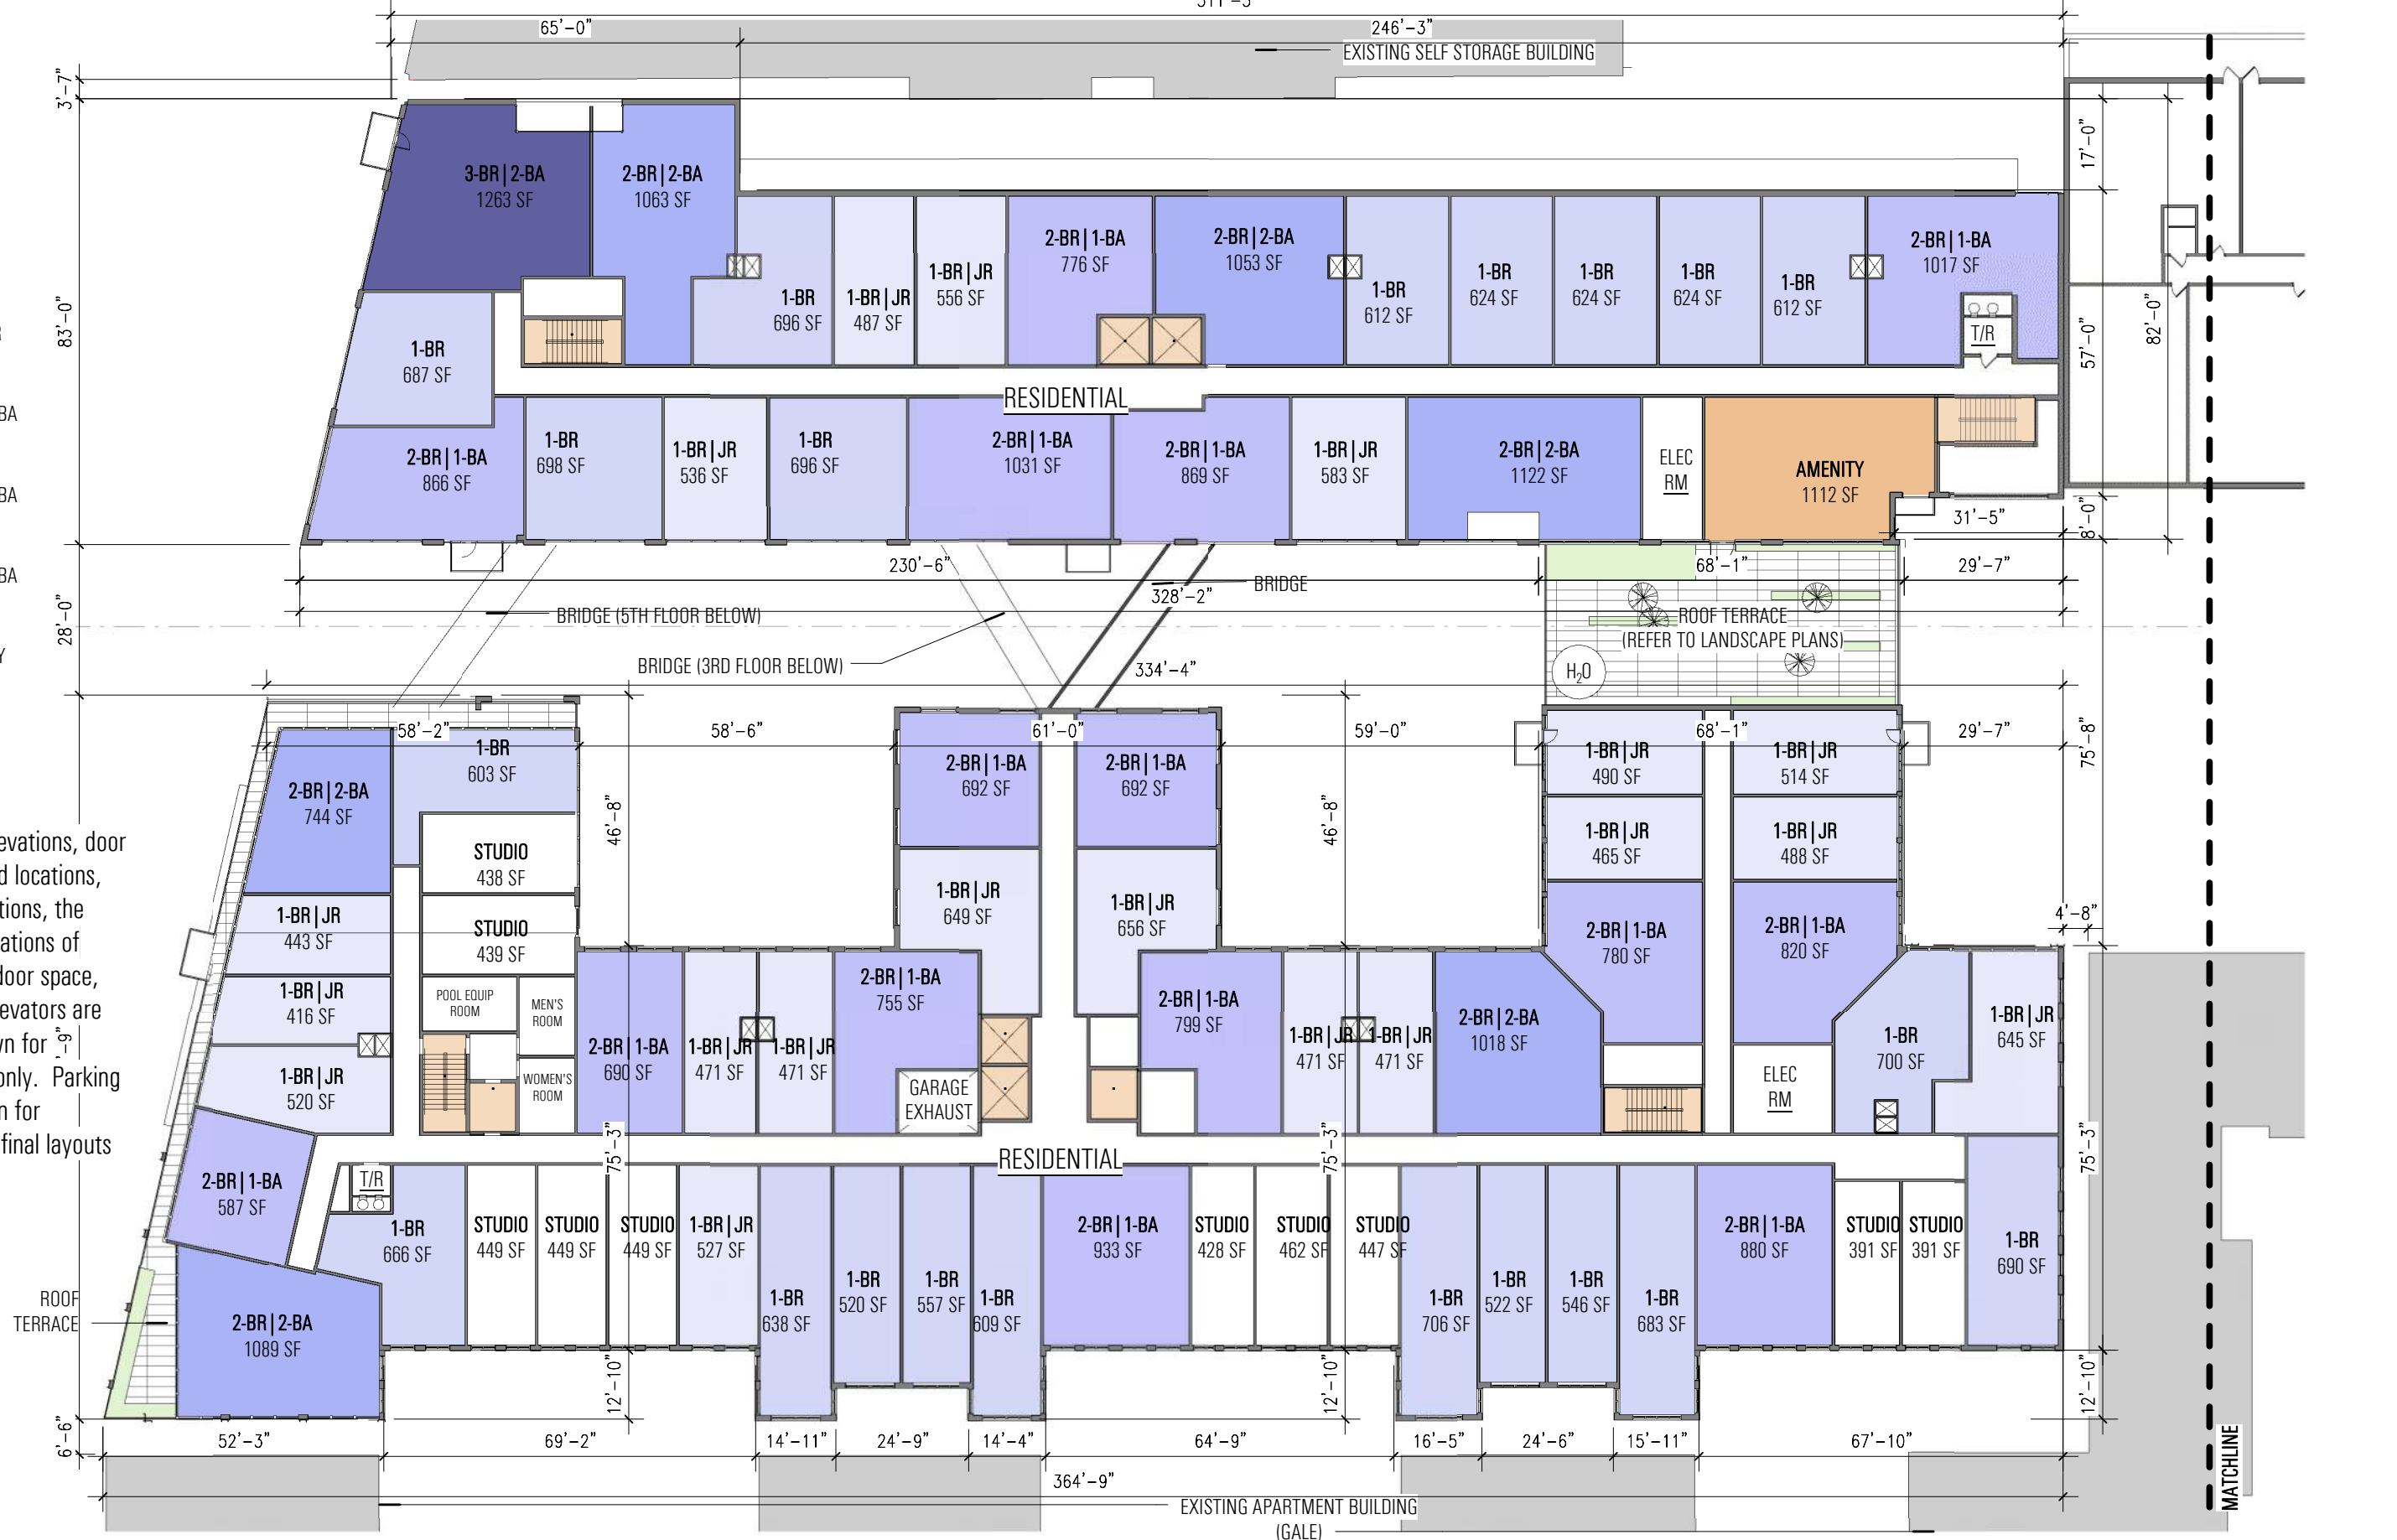 65’-0”
246’-3”
EXISTING SELF STORAGE BUILDING
3’-7”
17’-0”
3-BR|2-BA
1263 SF
2-BR|2-BA
1063 SF
1-BR
696 SF
1-BR|JR
487 SF
1-BR|JR
556 SF
2-BR|1-BA
776 SF
2-BR|2-BA
1053 SF
1-BR
612 SF
1-BR
624 SF
1-BR
624 SF
1-BR
624 SF
1-BR
612 SF
2-BR|1-BA
1017 SF
T/R
83’-0”
57’-0”
82’-0”
1-BR
687 SF
RESIDENTIAL
BA
2-BR|1-BA
866 SF
1-BR
698 SF
1-BR|JR
536 SF
1-BR
696 SF
2-BR|1-BA
1031 SF
2-BR|1-BA
869 SF
1-BR|JR
583 SF
2-BR|2-BA
1122 SF
ELEC
RM
AMENITY
1112 SF
BA
31’-5”
8’-0”
230’-6”
68’-1”
29’-7”
BA
BRIDGE
328’-2”
28’-0”
BRIDGE (5TH FLOOR BELOW)
ROOF TERRACE
(REFER TO LANDSCAPE PLANS)
Y
BRIDGE (3RD FLOOR BELOW)
334’-4”
H₂O
58’-2”
58’-6”
61’-0”
59’-0”
68’-1”
29’-7”
75’-8”
2-BR|2-BA
744 SF
1-BR
603 SF
2-BR|1-BA
692 SF
2-BR|1-BA
692 SF
1-BR|JR
490 SF
1-BR|JR
514 SF
46’-8”
46’-8”
evations, door
d locations,
tions, the
ations of
door space,
evators are
wn for
only. Parking
n for
final layouts
’-9”
STUDIO
438 SF
1-BR|JR
465 SF
1-BR|JR
488 SF
1-BR|JR
443 SF
STUDIO
439 SF
1-BR|JR
649 SF
1-BR|JR
656 SF
2-BR|1-BA
780 SF
2-BR|1-BA
820 SF
4’-8”
1-BR|JR
416 SF
POOL EQUIP
ROOM
MEN'S
ROOM
2-BR|1-BA
755 SF
2-BR|1-BA
799 SF
2-BR|2-BA
1018 SF
1-BR
700 SF
1-BR|JR
645 SF
1-BR|JR
520 SF
WOMEN'S
ROOM
2-BR|1-BA
690 SF
1-BR|JR
471 SF
1-BR|JR
471 SF
GARAGE
EXHAUST
1-BR|JR
471 SF
1-BR|JR
471 SF
ELEC
RM
75’-3”
RESIDENTIAL
75’-3”
75’-3”
2-BR|1-BA
587 SF
T/R
1-BR
666 SF
STUDIO
449 SF
STUDIO
449 SF
STUDIO
449 SF
1-BR|JR
527 SF
1-BR
638 SF
1-BR
520 SF
1-BR
557 SF
1-BR
609 SF
2-BR|1-BA
933 SF
STUDIO
428 SF
STUDIO
462 SF
STUDIO
447 SF
1-BR
706 SF
1-BR
522 SF
1-BR
546 SF
1-BR
683 SF
2-BR|1-BA
880 SF
STUDIO
391 SF
STUDIO
391 SF
1-BR
690 SF
ROOF
TERRACE
2-BR|2-BA
1089 SF
12’-10”
12’-10”
12’-10”
6’-6”
52’-3”
69’-2”
14’-11”
24’-9”
14’-4”
64’-9”
16’-5”
24’-6”
15’-11”
67’-10”
364’-9”
EXISTING APARTMENT BUILDING
(GALE)
MATCHLINE